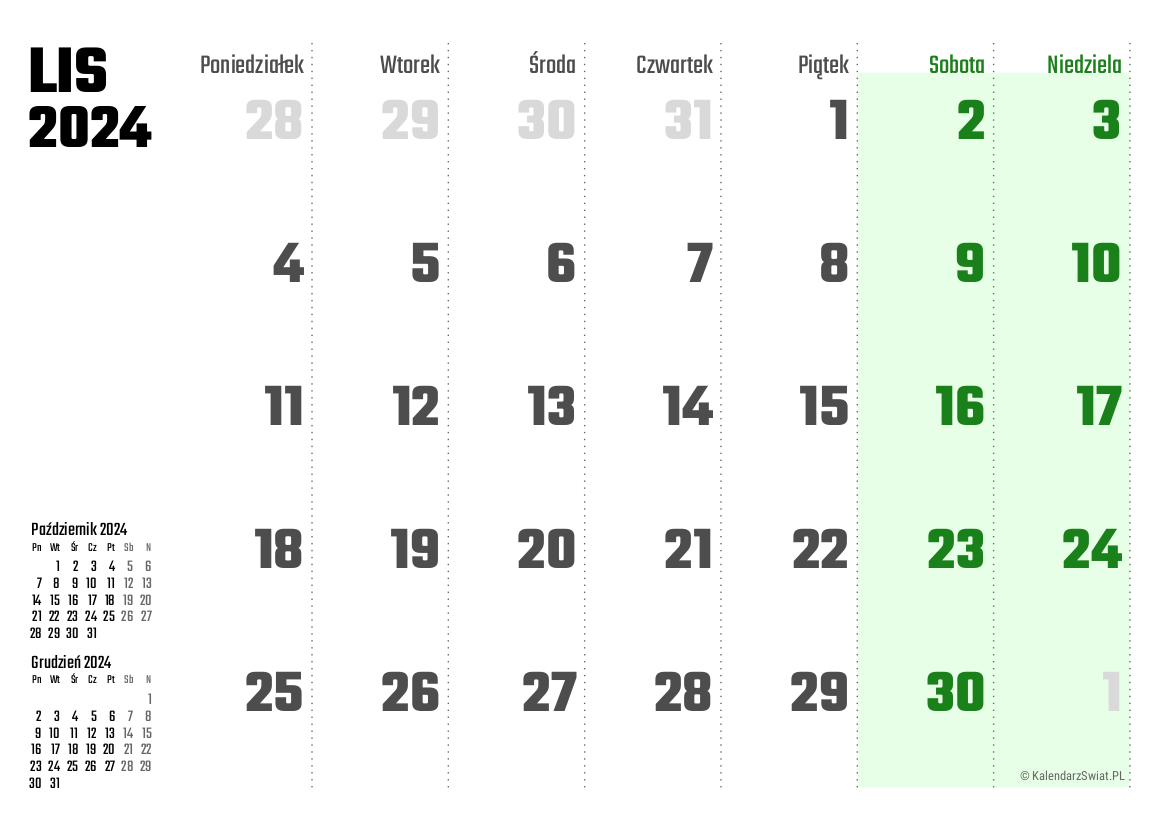 LIS
2024
Poniedziałek Wtorek Środa Czwartek Piątek Sobota Niedziela
28 29 30 31 1 2 3
4 5 6 7 8 9 10
11 12 13 14 15 16 17
18 19 20 21 22 23 24
25 26 27 28 29 30 1
Październik 2024
Pn Wt Śr Cz Pt Sb N
1 2 3 4 5 6
7 8 9 10 11 12 13
14 15 16 17 18 19 20
21 22 23 24 25 26 27
28 29 30 31
Grudzień 2024
Pn Wt Śr Cz Pt Sb N
1
2 3 4 5 6 7 8
9 10 11 12 13 14 15
16 17 18 19 20 21 22
23 24 25 26 27 28 29
30 31
© KalendarzSwiat.PL